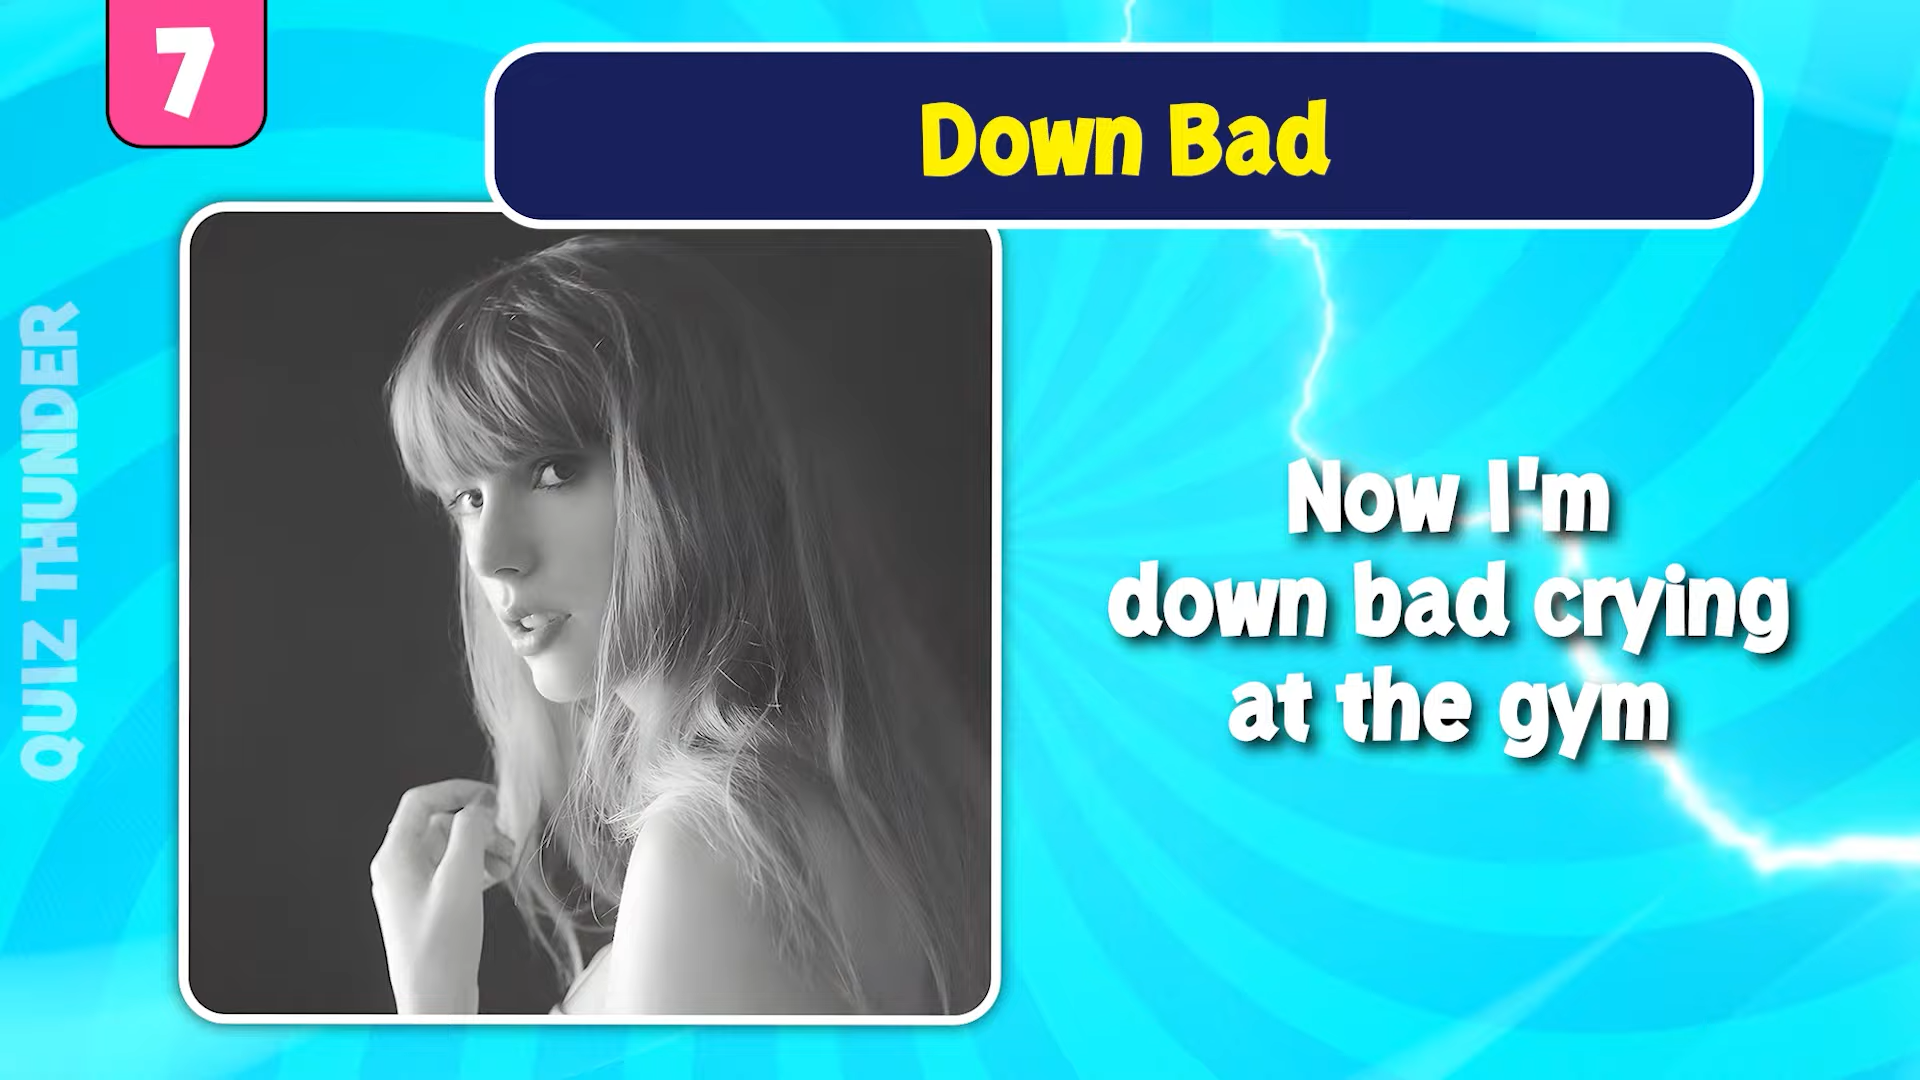 7
Down Bad
QUIZ THUNDER
Now I'm
down bad crying
at the gym